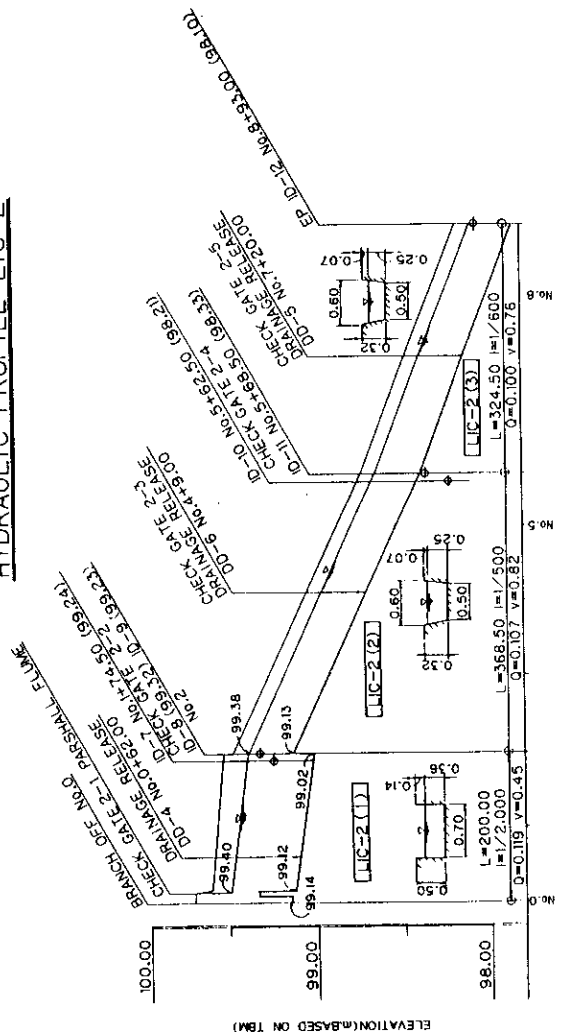 HYDRAULIC PROFILE LIC-2
BRANCH OFF No.0
CHECK GATE 2-1 PARSHALL FLUME
DRAINAGE RELEASE
DD-4 No.0+62.00
ID-7 No.1+74.50 (99.24)
CHECK GATE 2-2
ID-8 (99.32) ID-9 (99.23)
No.2
CHECK GATE 2-3
DRAINAGE RELEASE
DD-6 No.4+9.00
ID-10 No.5+62.50 (98.21)
CHECK GATE 2-4
ID-11 No.5+68.50 (98.33)
CHECK GATE 2-5
DRAINAGE RELEASE
DD-5 No.7+20.00
EP ID-12 No.8+93.00 (98.10)
100.00
99.00
98.00
ELEVATION(m.BASED ON TBM)
99.14
99.12
99.40
99.02
99.13
99.38
LIC-2 (1)
0.50
0.70
0.14
0.36
L=200.00
I=1/2,000
Q=0.119 v=0.45
LIC-2 (2)
0.32
0.60
0.50
0.07
0.25
L=368.50 I=1/500
Q=0.107 v=0.82
LIC-2 (3)
0.32
0.60
0.50
0.07
0.25
L=324.50 I=1/600
Q=0.100 v=0.76
No.0
No.5
No.8